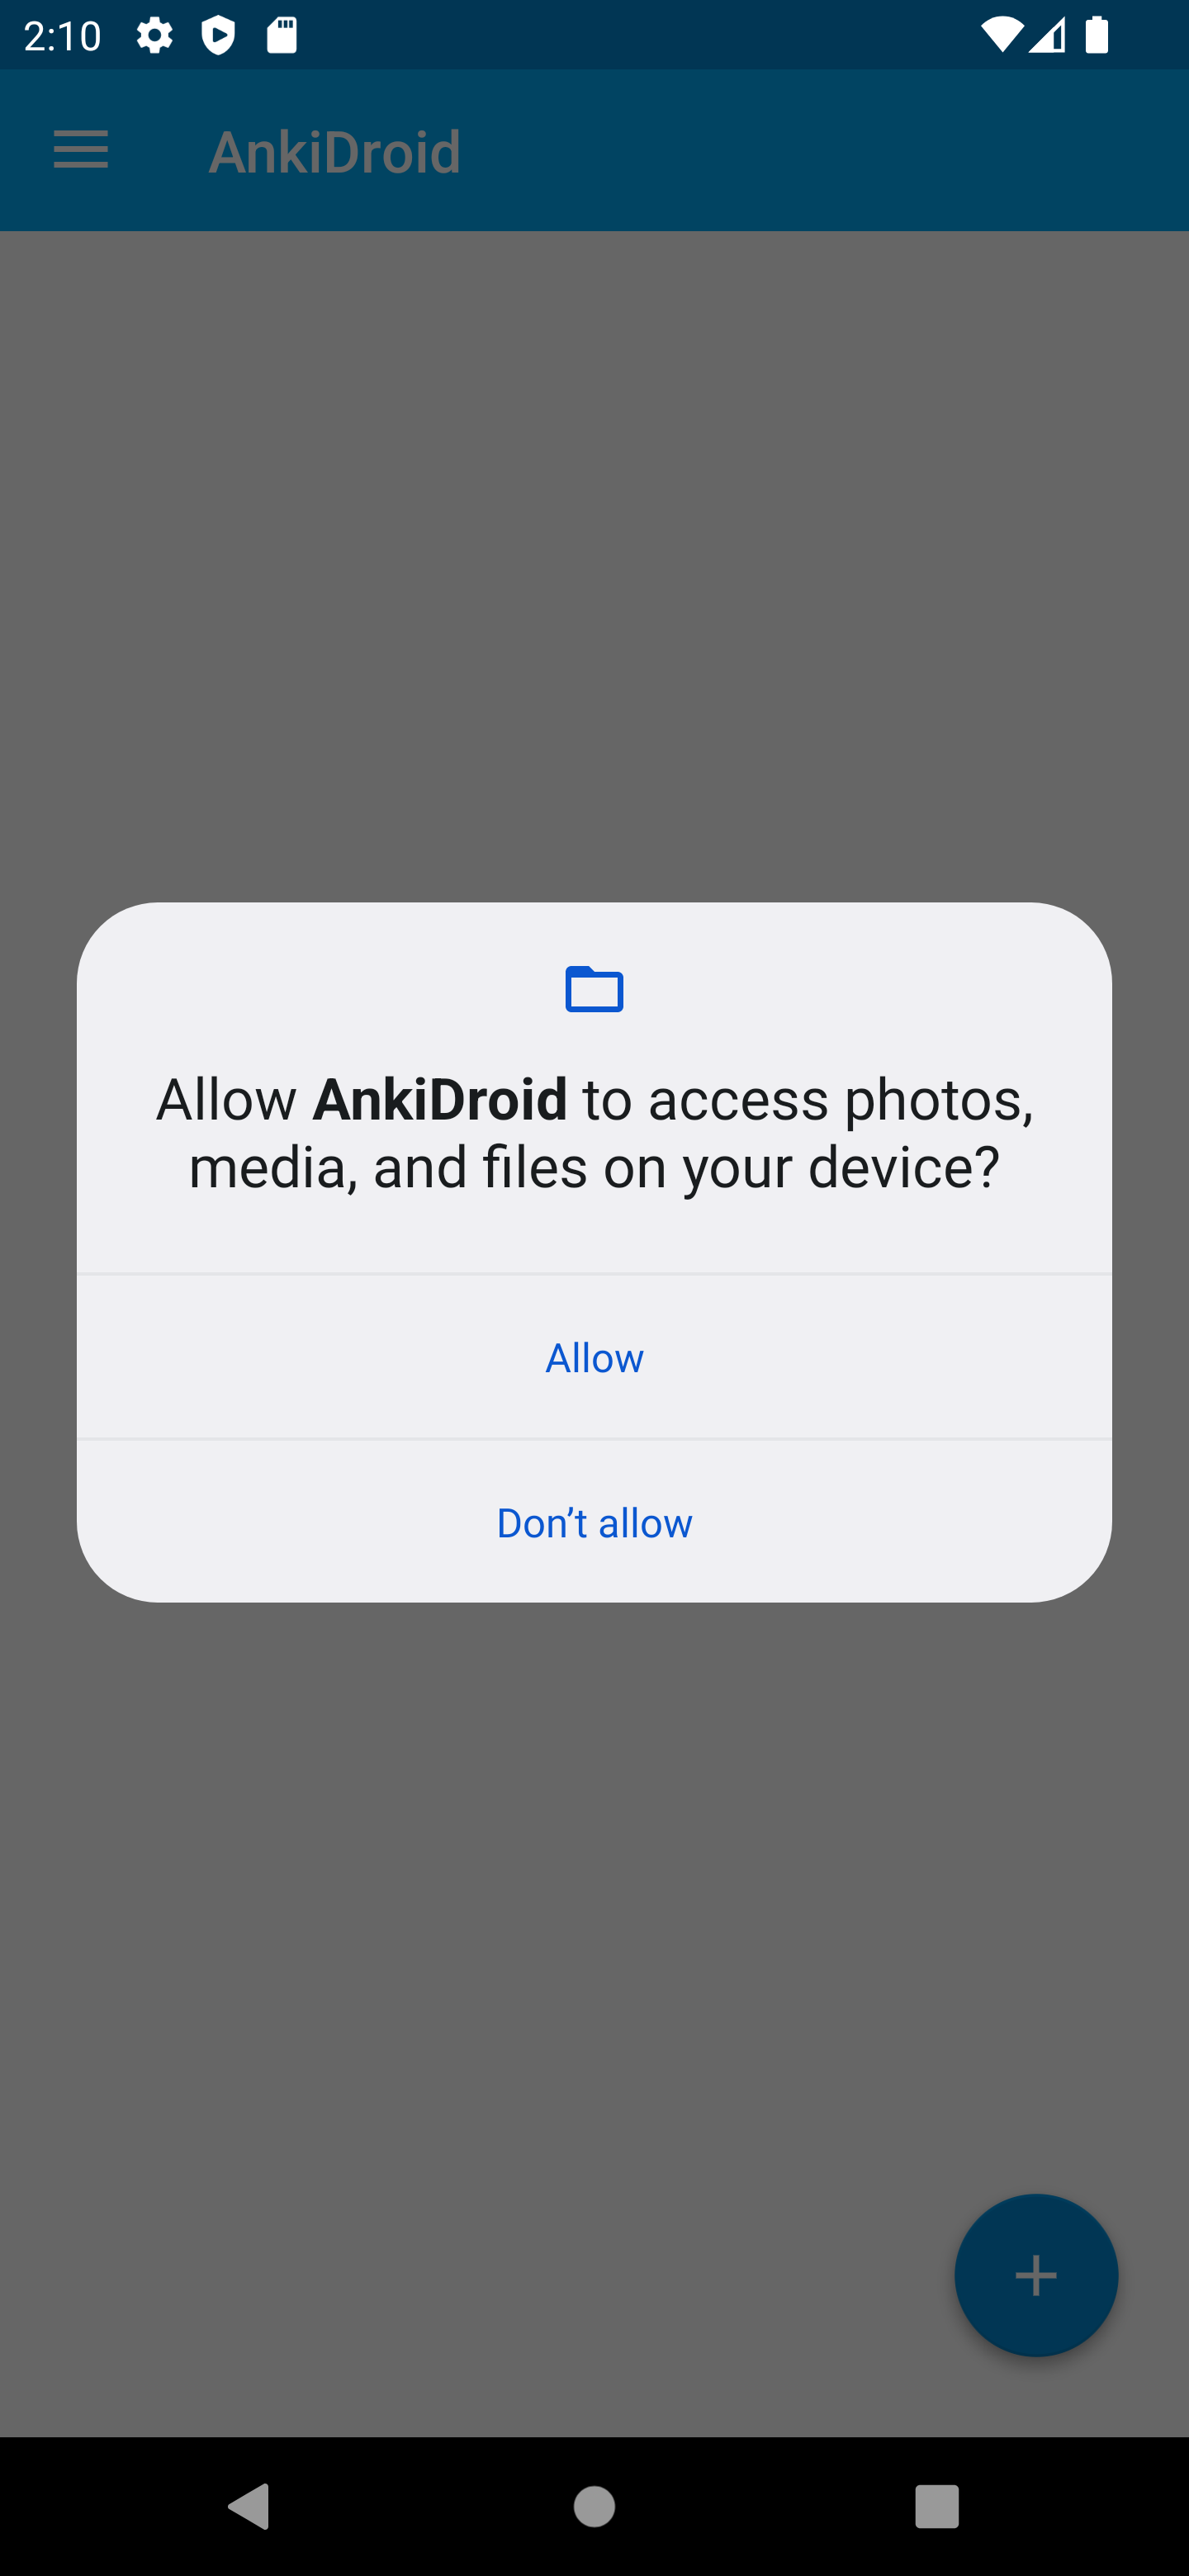 2:10
AnkiDroid
Allow AnkiDroid to access photos,
media, and files on your device?
Allow
Don’t allow